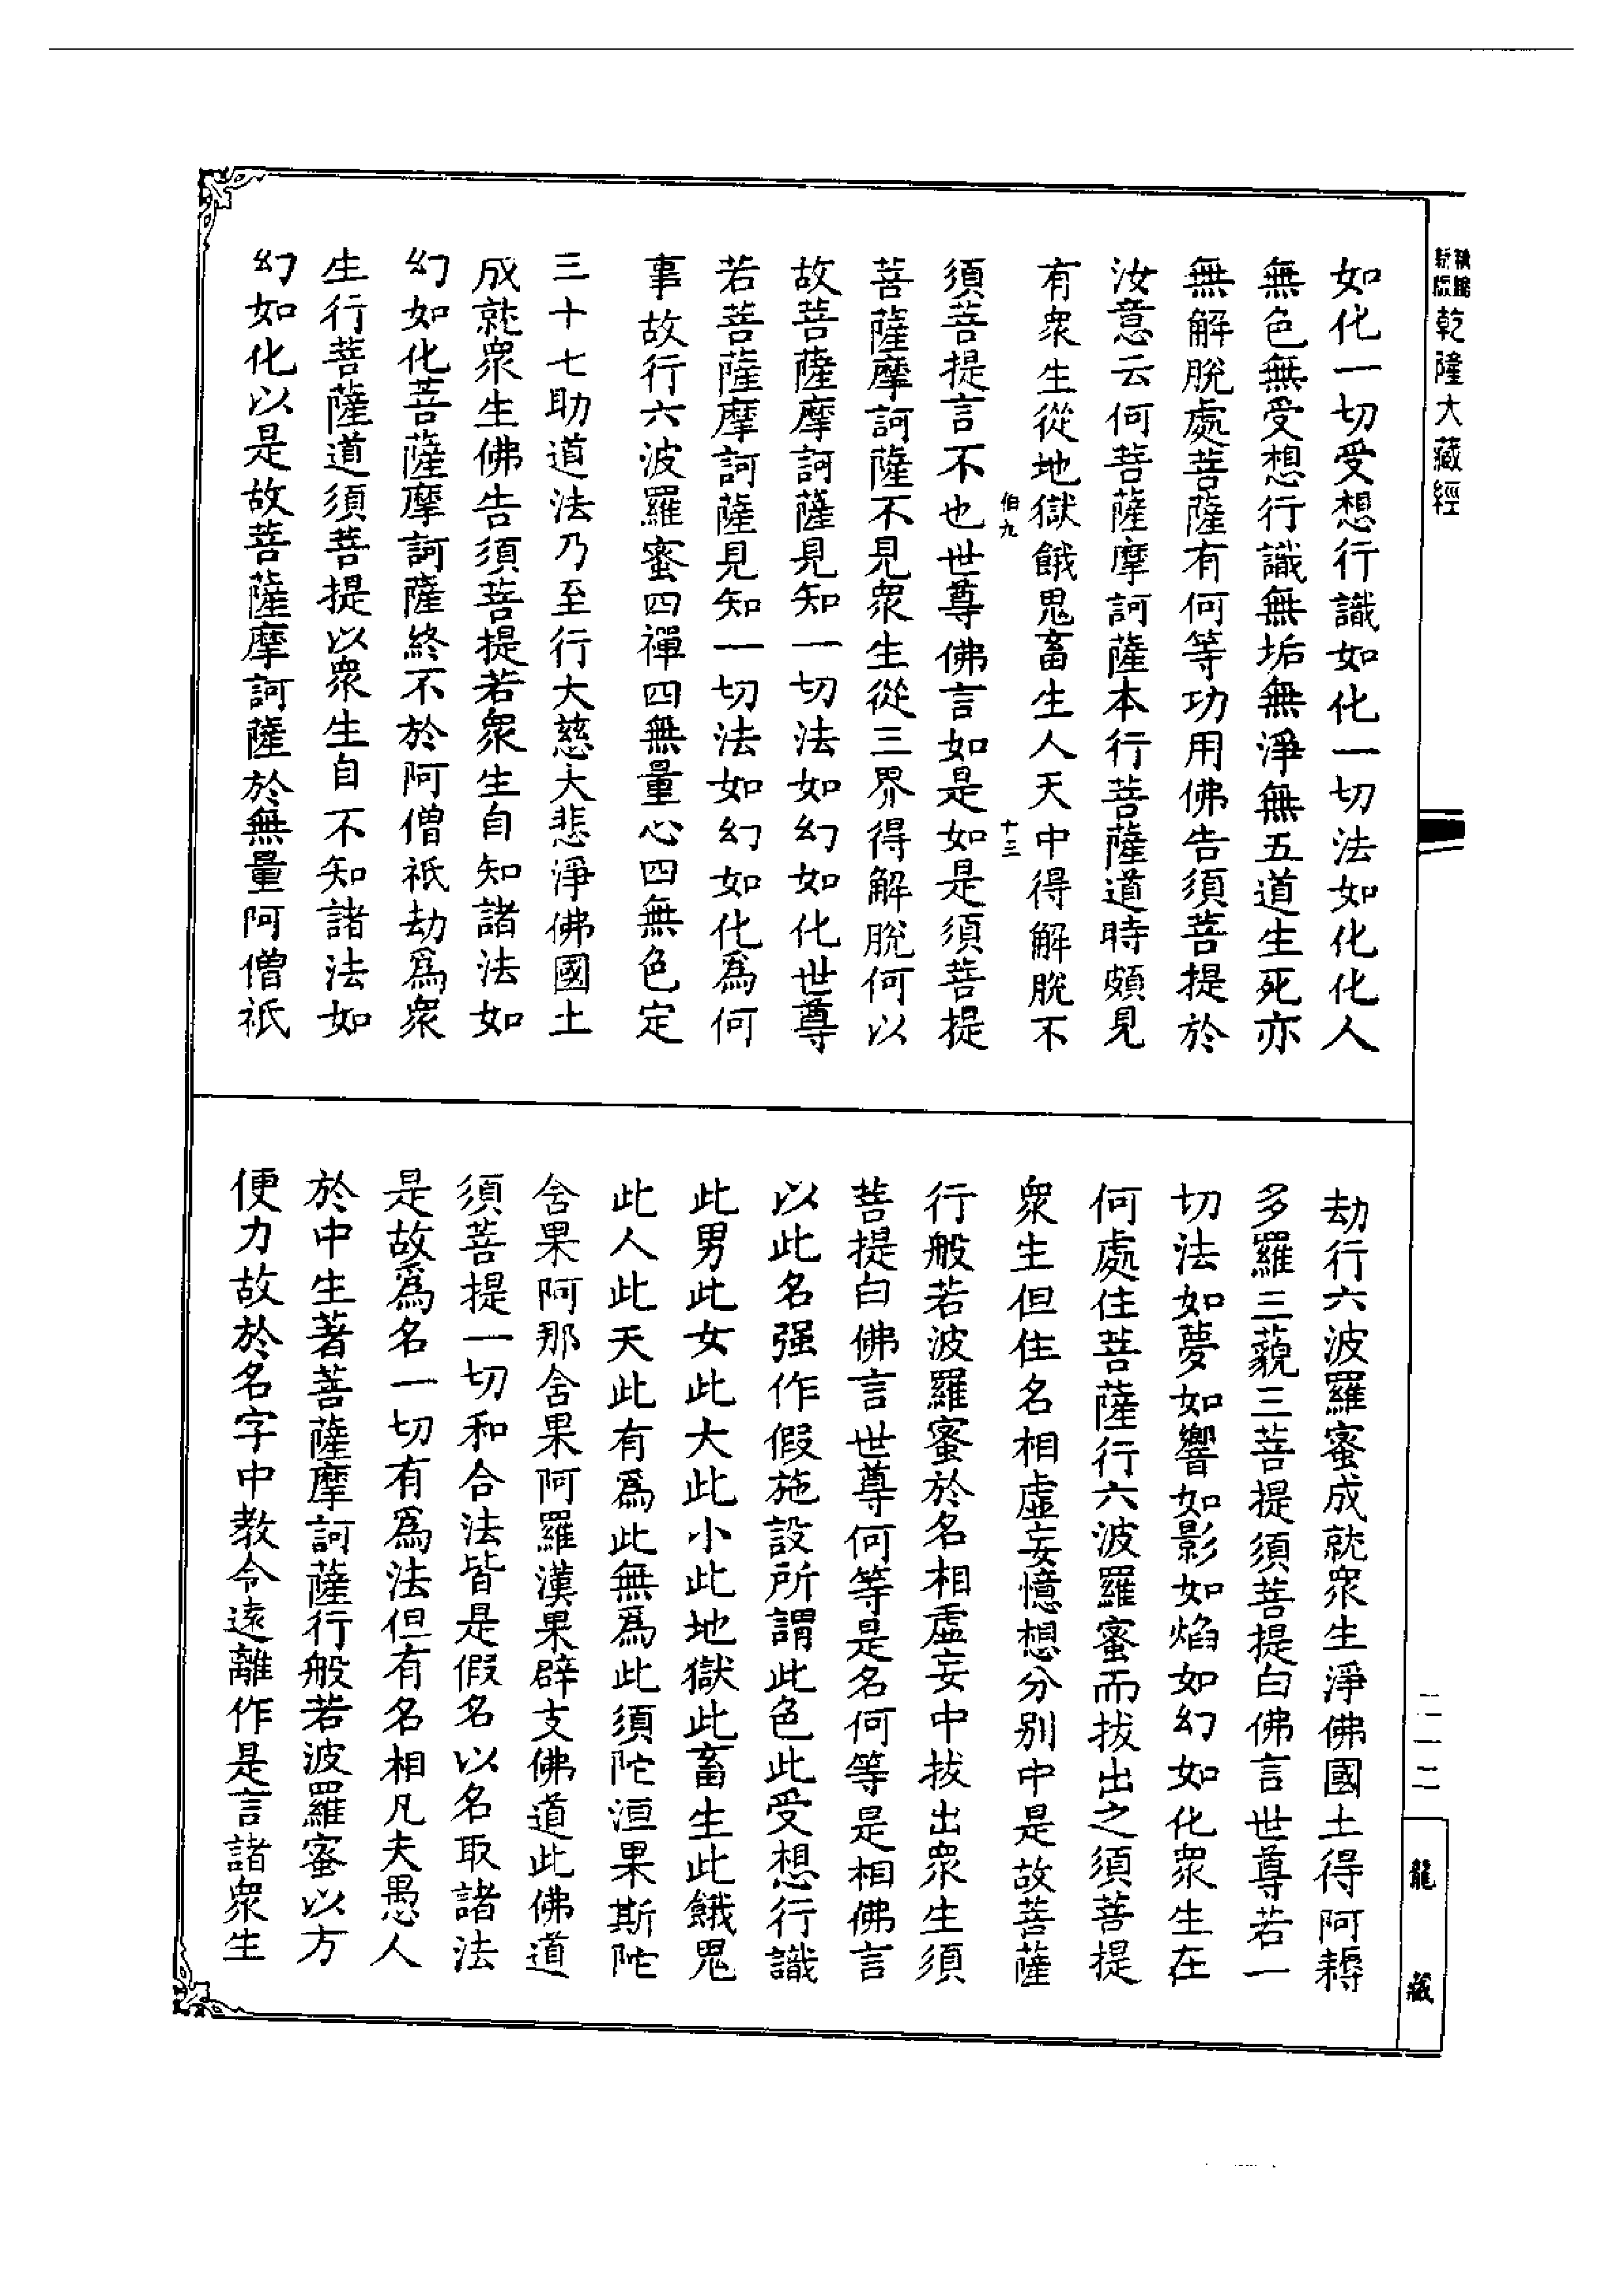 乾隆大藏經
如化一切受想行識如化一切法如化化人
無色無受想行識無垢無淨無五道生死亦
無解脫處菩薩有何等功用佛告須菩提於
汝意云何菩薩摩訶薩本行菩薩道時頗見
有衆生從地獄餓鬼畜生人天中得解脫不
伯九
十三
須菩提言不也世尊佛言如是如是須菩提
菩薩摩訶薩不見衆生從三界得解脫何以
故菩薩摩訶薩見知一切法如幻如化世尊
若菩薩摩訶薩見知一切法如幻如化爲何
事故行六波羅蜜四禪四無量心四無色定
三十七助道法乃至行大慈大悲淨佛國土
成就衆生佛告須菩提若衆生自知諸法如
幻如化菩薩摩訶薩終不於阿僧祇劫爲衆
生行菩薩道須菩提以衆生自不知諸法如
幻如化以是故菩薩摩訶薩於無量阿僧祇
劫行六波羅蜜成就衆生淨佛國土得阿耨
多羅三藐三菩提須菩提白佛言世尊若一
切法如夢如響如影如焰如幻如化衆生在
何處住菩薩行六波羅蜜而拔出之須菩提
衆生但住名相虛妄憶想分別中是故菩薩
行般若波羅蜜於名相虛妄中拔出衆生須
菩提白佛言世尊何等是名何等是相佛言
以此名强作假施設所謂此色此受想行識
此男此女此大此小此地獄此畜生此餓鬼
此人此天此有爲此無爲此須陀洹果斯陀
含果阿那含果阿羅漢果辟支佛道此佛道
須菩提一切和合法皆是假名以名取諸法
是故爲名一切有爲法但有名相凡夫愚人
於中生著菩薩摩訶薩行般若波羅蜜以方
便力故於名字中教令遠離作是言諸衆生
二一二
龍藏